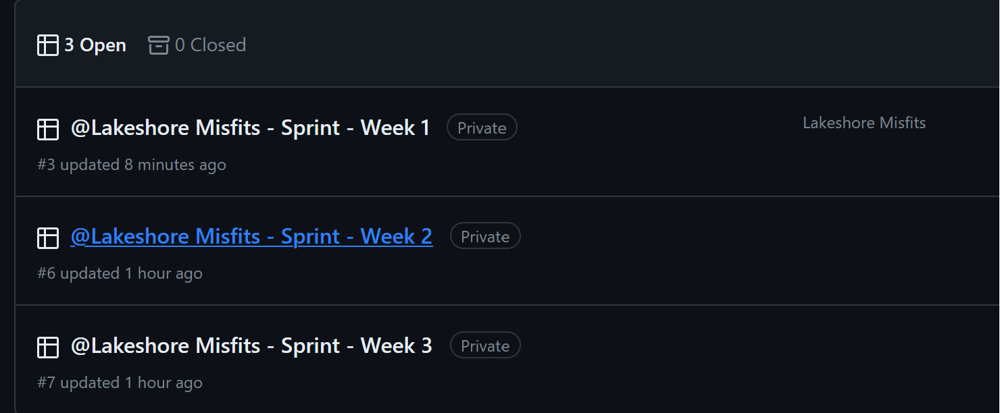 3 Open 0 Closed
@Lakeshore Misfits - Sprint - Week 1 Private Lakeshore Misfits
#3 updated 8 minutes ago
@Lakeshore Misfits - Sprint - Week 2 Private
#6 updated 1 hour ago
@Lakeshore Misfits - Sprint - Week 3 Private
#7 updated 1 hour ago